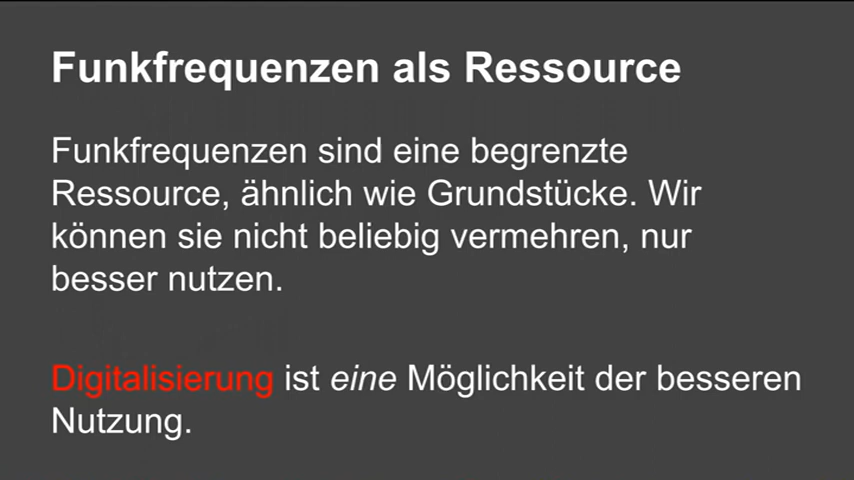 Funkfrequenzen als Ressource
Funkfrequenzen sind eine begrenzte
Ressource, ähnlich wie Grundstücke. Wir
können sie nicht beliebig vermehren, nur
besser nutzen.
Digitalisierung ist eine Möglichkeit der besseren
Nutzung.